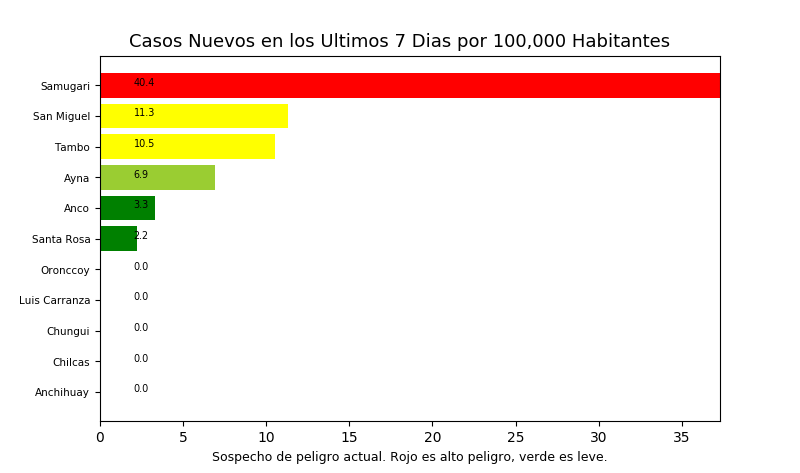 Casos Nuevos en los Ultimos 7 Dias por 100,000 Habitantes
Samugari 40.4
San Miguel 11.3
Tambo 10.5
Ayna 6.9
Anco 3.3
Santa Rosa 2.2
Oronccoy 0.0
Luis Carranza 0.0
Chungui 0.0
Chilcas 0.0
Anchihuay 0.0
0 5 10 15 20 25 30 35
Sospecho de peligro actual. Rojo es alto peligro, verde es leve.